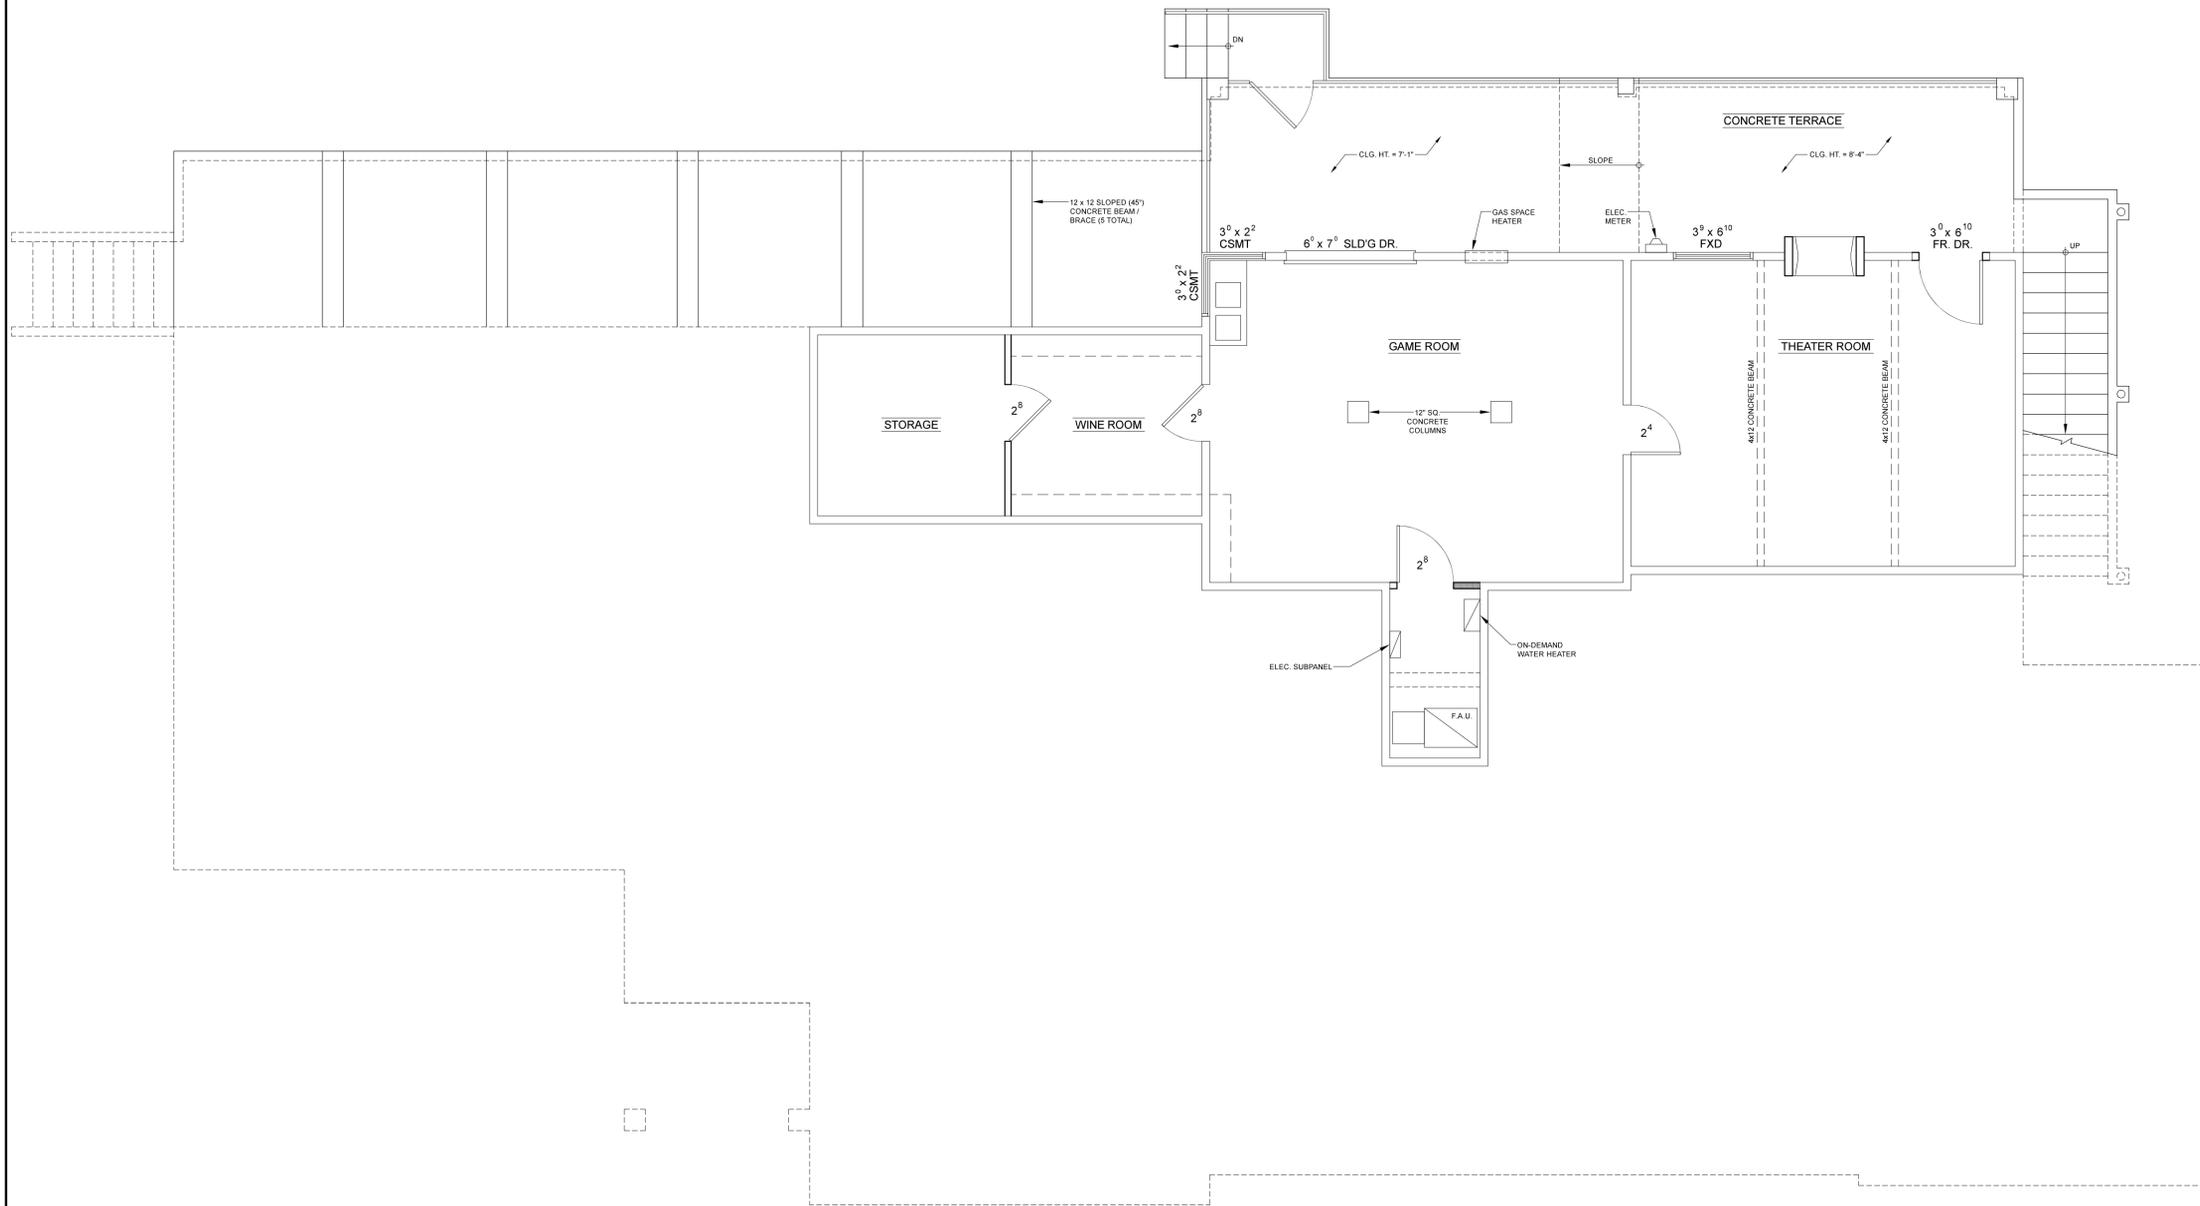 DN
CONCRETE TERRACE
CLG. HT. = 7'-1"
SLOPE
CLG. HT. = 8'-4"
12 x 12 SLOPED (45°)
CONCRETE BEAM /
BRACE (5 TOTAL)
GAS SPACE
HEATER
ELEC.
METER
3⁰ x 2²
CSMT
6⁰ x 7⁰ SLD'G DR.
3⁹ x 6¹⁰
FXD
3⁰ x 6¹⁰
FR. DR.
UP
3⁰ x 2²
CSMT
GAME ROOM
THEATER ROOM
4x12 CONCRETE BEAM
4x12 CONCRETE BEAM
STORAGE
2⁸
WINE ROOM
2⁸
12" SQ.
CONCRETE
COLUMNS
2⁴
2⁸
ELEC. SUBPANEL
ON-DEMAND
WATER HEATER
F.A.U.